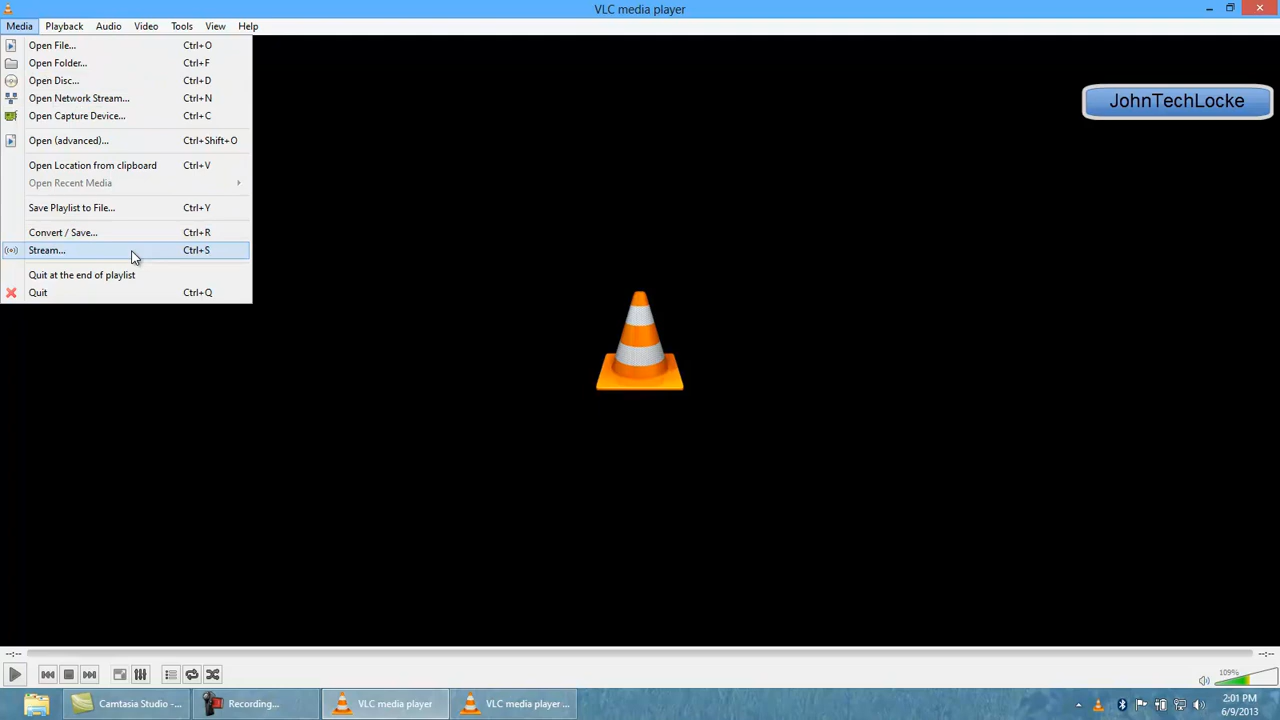 VLC media player
Media Playback Audio Video Tools View Help
Open File... Ctrl+O
Open Folder... Ctrl+F
Open Disc... Ctrl+D
Open Network Stream... Ctrl+N
Open Capture Device... Ctrl+C
Open (advanced)... Ctrl+Shift+O
Open Location from clipboard Ctrl+V
Open Recent Media
Save Playlist to File... Ctrl+Y
Convert / Save... Ctrl+R
Stream... Ctrl+S
Quit at the end of playlist
Quit Ctrl+Q
JohnTechLocke
--:-- --:--
109%
Camtasia Studio -... Recording... VLC media player VLC media player ...
2:01 PM
6/9/2013